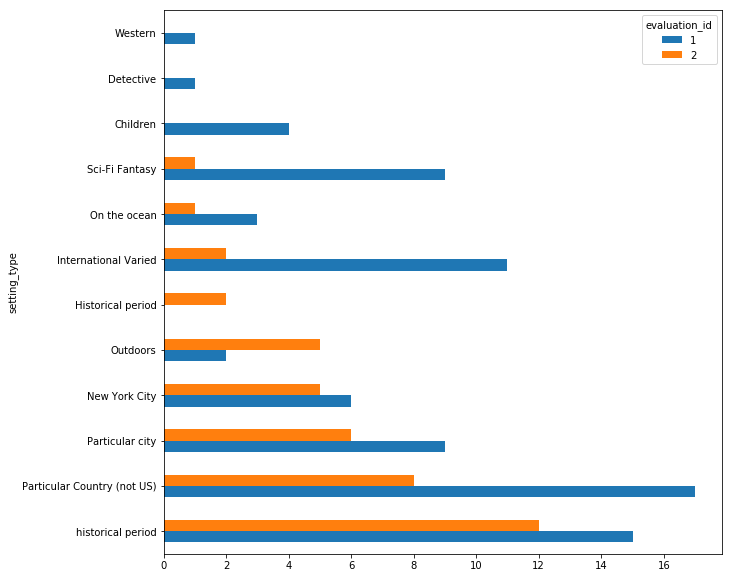 evaluation_id
1
2
Western
Detective
Children
Sci-Fi Fantasy
On the ocean
International Varied
Historical period
Outdoors
New York City
Particular city
Particular Country (not US)
historical period
setting_type
0 2 4 6 8 10 12 14 16